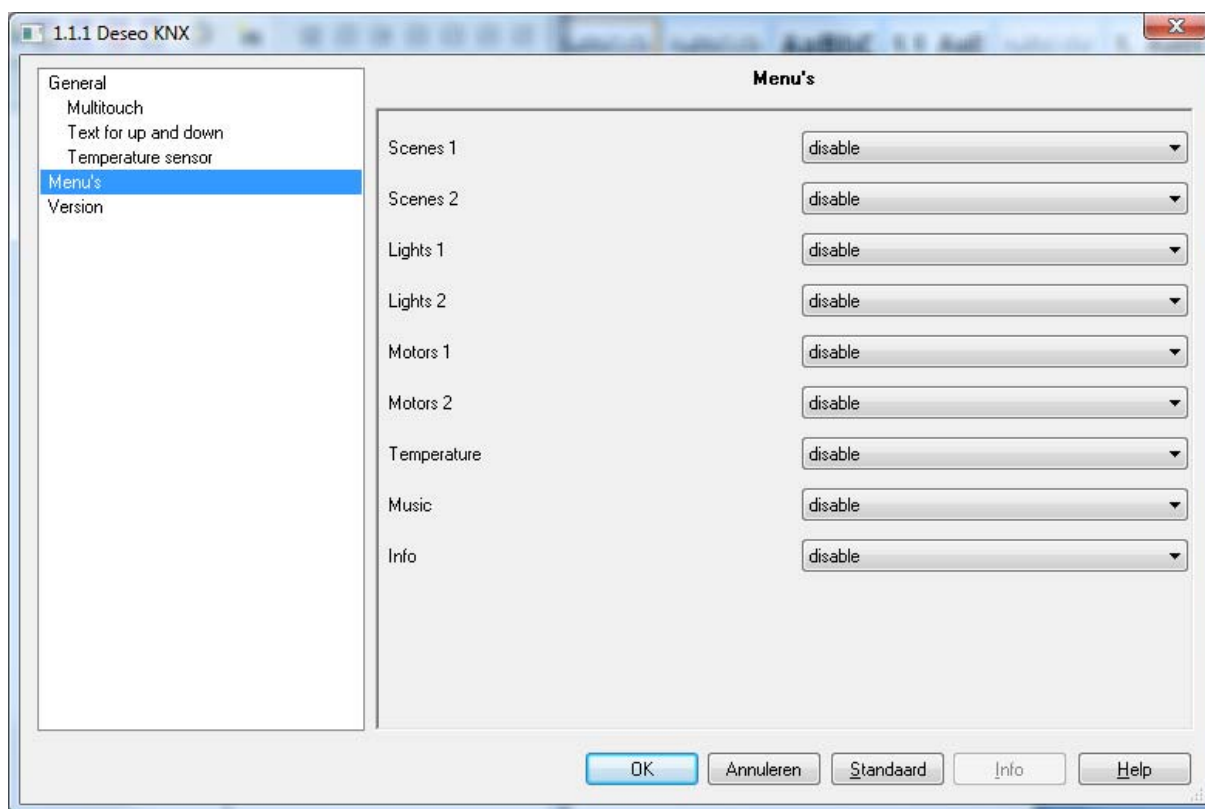 1.1.1 Deseo KNX
General
Multitouch
Text for up and down
Temperature sensor
Menu's
Version
Menu's
Scenes 1 disable
Scenes 2 disable
Lights 1 disable
Lights 2 disable
Motors 1 disable
Motors 2 disable
Temperature disable
Music disable
Info disable
OK Annuleren Standaard Info Help